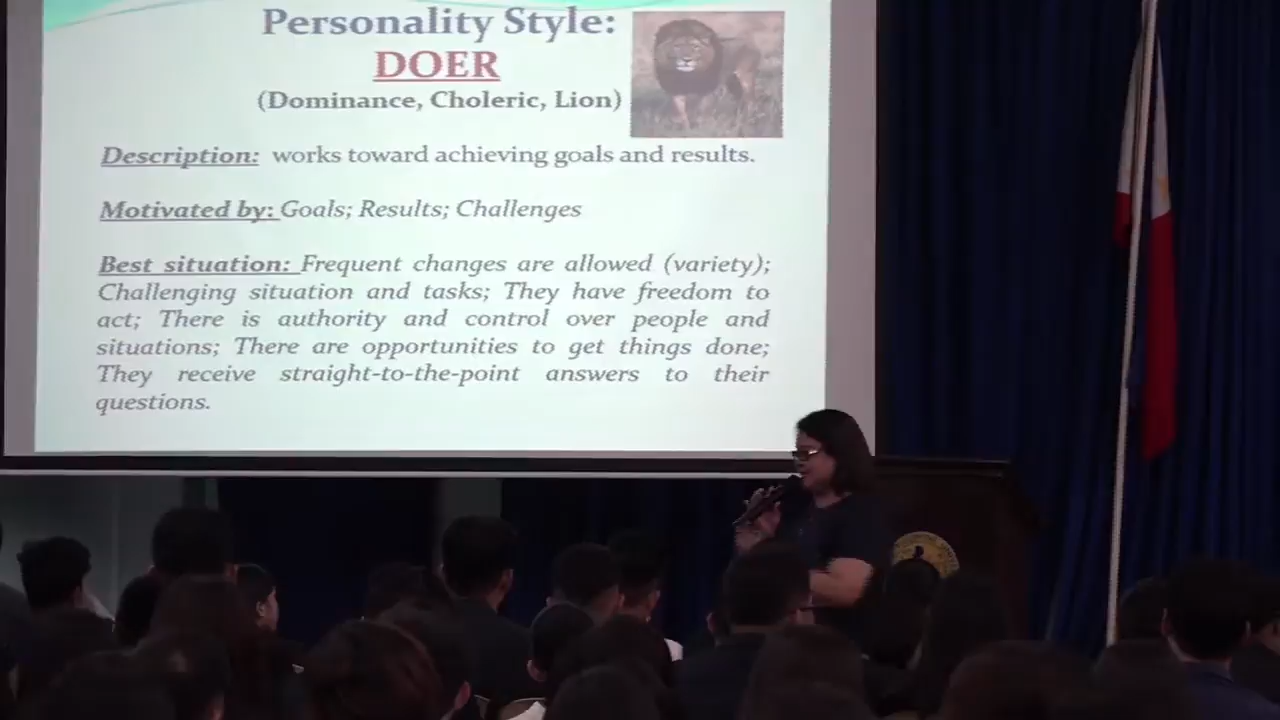 Personality Style:
DOER
(Dominance, Choleric, Lion)
Description: works toward achieving goals and results.
Motivated by: Goals; Results; Challenges
Best situation: Frequent changes are allowed (variety);
Challenging situation and tasks; They have freedom to
act; There is authority and control over people and
situations; There are opportunities to get things done;
They receive straight-to-the-point answers to their
questions.